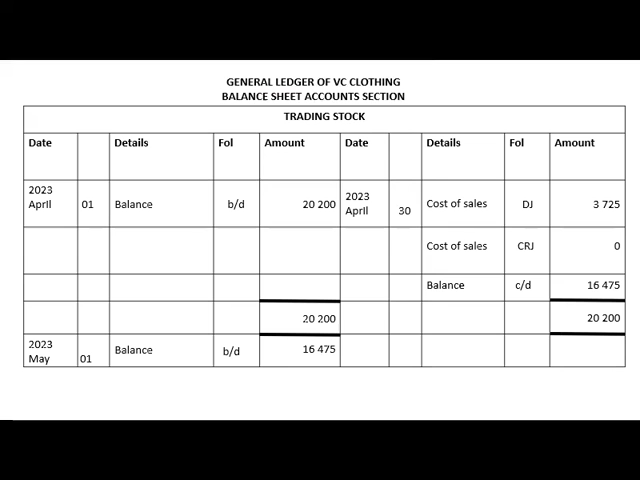 GENERAL LEDGER OF VC CLOTHING
BALANCE SHEET ACCOUNTS SECTION
TRADING STOCK
Date Details Fol Amount Date Details Fol Amount
2023 April 01 Balance b/d 20 200 2023 April 30 Cost of sales DJ 3 725
Cost of sales CRJ 0
Balance c/d 16 475
20 200 20 200
2023 May 01 Balance b/d 16 475